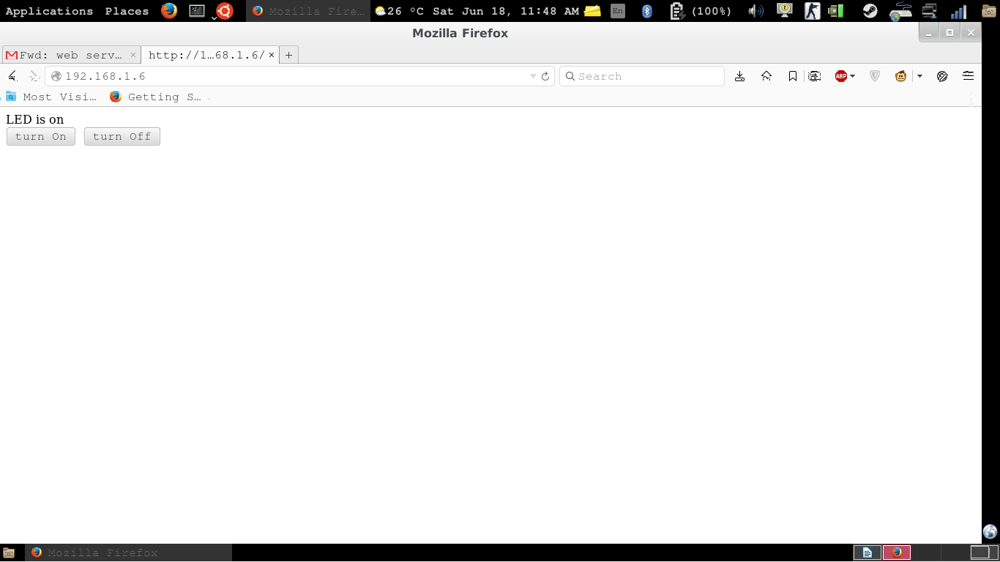 Applications Places Mozilla Fire... 26 °C Sat Jun 18, 11:48 AM En (100%)
Mozilla Firefox
Fwd: web serv... × http://1...68.1.6/ × +
192.168.1.6 Search ABP
Most Visi... Getting S...
LED is on
turn On turn Off
Mozilla Firefox